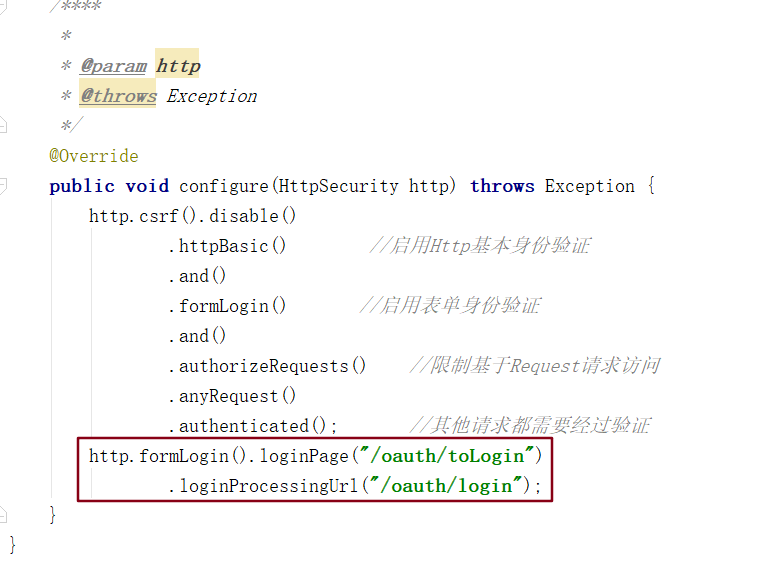 /****
*
* @param http
* @throws Exception
*/
@Override
public void configure(HttpSecurity http) throws Exception {
http.csrf().disable()
.httpBasic() //启用Http基本身份验证
.and()
.formLogin() //启用表单身份验证
.and()
.authorizeRequests() //限制基于Request请求访问
.anyRequest()
.authenticated(); //其他请求都需要经过验证
http.formLogin().loginPage("/oauth/toLogin")
.loginProcessingUrl("/oauth/login");
}
}